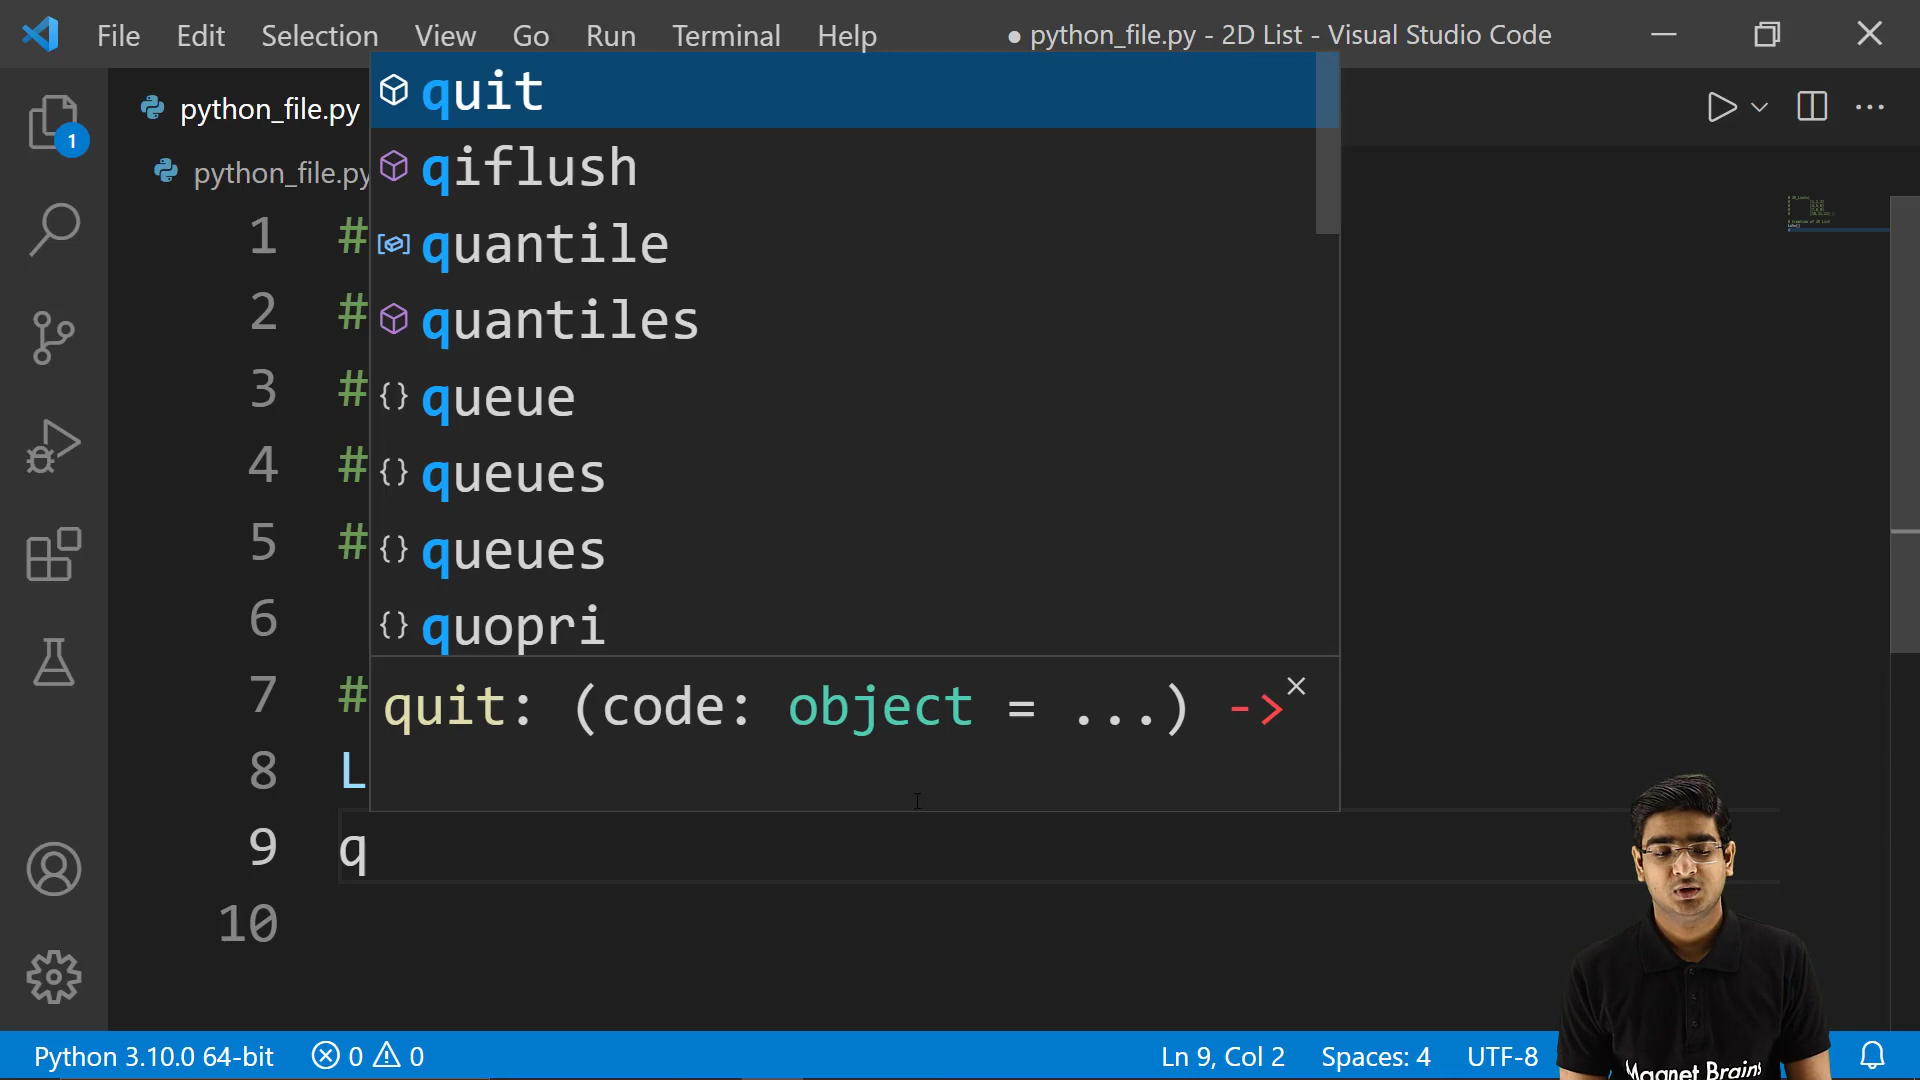 File Edit Selection View Go Run Terminal Help ● python_file.py - 2D List - Visual Studio Code
python_file.py
python_file.py
1
quit
qiflush
quantile
quantiles
queue
queues
queues
quopri
quit: (code: object = ...) ->
1 #
2 #
3 #
4 #
5 #
6
7 #
8 L
9 q
10
Python 3.10.0 64-bit 0 0 Ln 9, Col 2 Spaces: 4 UTF-8
Magnet Brains